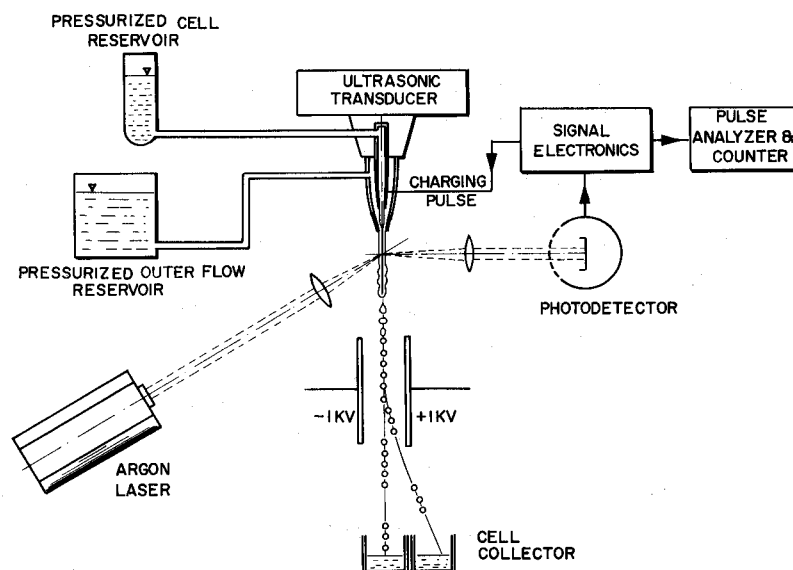 PRESSURIZED CELL
RESERVOIR
ULTRASONIC
TRANSDUCER
SIGNAL
ELECTRONICS
PULSE
ANALYZER &
COUNTER
CHARGING
PULSE
PRESSURIZED OUTER FLOW
RESERVOIR
PHOTODETECTOR
~1KV
+1KV
ARGON
LASER
CELL
COLLECTOR